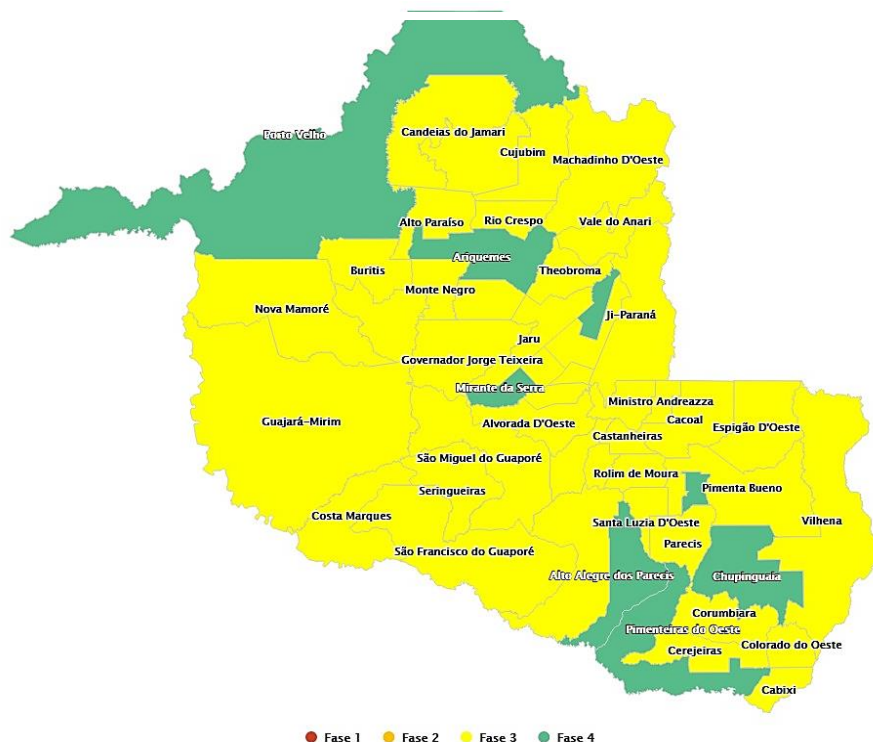 Porto Velho
Candeias do Jamari
Cujubim
Machadinho D'Oeste
Alto Paraíso
Rio Crespo
Vale do Anari
Ariquemes
Buritis
Theobroma
Monte Negro
Nova Mamoré
Ji-Paraná
Jaru
Governador Jorge Teixeira
Mirante da Serra
Ministro Andreazza
Guajará-Mirim
Cacoal
Alvorada D'Oeste
Espigão D'Oeste
Castanheiras
São Miguel do Guaporé
Rolim de Moura
Seringueiras
Pimenta Bueno
Costa Marques
Santa Luzia D'Oeste
Vilhena
Parecis
São Francisco do Guaporé
Alto Alegre dos Parecis
Chupinguaia
Corumbiara
Pimenteiras do Oeste
Colorado do Oeste
Cerejeiras
Cabixi
Fase 1 Fase 2 Fase 3 Fase 4